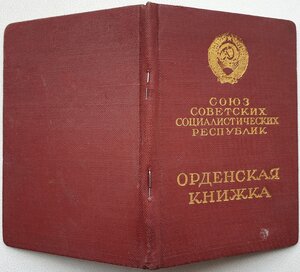 СОЮЗ
СОВЕТСКИХ
СОЦИАЛИСТИЧЕСКИХ
РЕСПУБЛИК
ОРДЕНСКАЯ
КНИЖКА